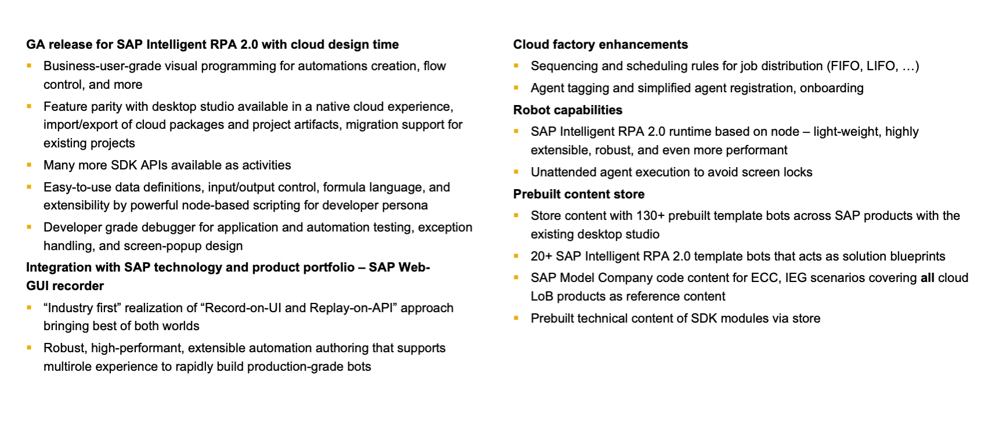 GA release for SAP Intelligent RPA 2.0 with cloud design time
▪ Business-user-grade visual programming for automations creation, flow
control, and more
▪ Feature parity with desktop studio available in a native cloud experience,
import/export of cloud packages and project artifacts, migration support for
existing projects
▪ Many more SDK APIs available as activities
▪ Easy-to-use data definitions, input/output control, formula language, and
extensibility by powerful node-based scripting for developer persona
▪ Developer grade debugger for application and automation testing, exception
handling, and screen-popup design
Integration with SAP technology and product portfolio – SAP Web-
GUI recorder
▪ “Industry first” realization of “Record-on-UI and Replay-on-API” approach
bringing best of both worlds
▪ Robust, high-performant, extensible automation authoring that supports
multirole experience to rapidly build production-grade bots
Cloud factory enhancements
▪ Sequencing and scheduling rules for job distribution (FIFO, LIFO, …)
▪ Agent tagging and simplified agent registration, onboarding
Robot capabilities
▪ SAP Intelligent RPA 2.0 runtime based on node – light-weight, highly
extensible, robust, and even more performant
▪ Unattended agent execution to avoid screen locks
Prebuilt content store
▪ Store content with 130+ prebuilt template bots across SAP products with the
existing desktop studio
▪ 20+ SAP Intelligent RPA 2.0 template bots that acts as solution blueprints
▪ SAP Model Company code content for ECC, IEG scenarios covering all cloud
LoB products as reference content
▪ Prebuilt technical content of SDK modules via store